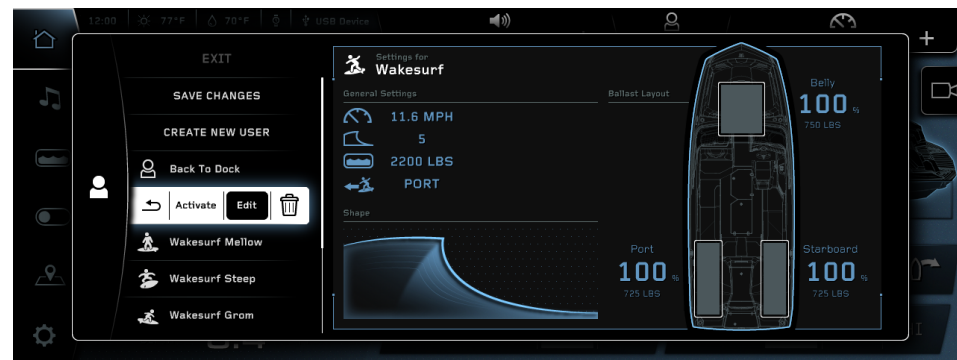 12:00 77°F 70°F USB Device
EXIT
SAVE CHANGES
CREATE NEW USER
Back To Dock
Activate Edit
Wakesurf Mellow
Wakesurf Steep
Wakesurf Grom
Settings for
Wakesurf
General Settings
11.6 MPH
5
2200 LBS
PORT
Shape
Ballast Layout
Belly
100 %
750 LBS
Port
100 %
725 LBS
Starboard
100 %
725 LBS